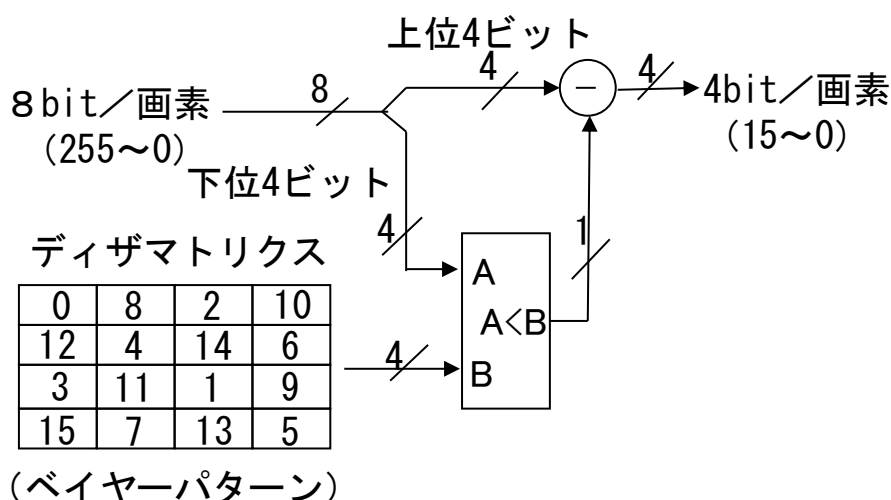 上位4ビット
8bit／画素
(255～0)
8
4
4
4bit／画素
(15～0)
下位4ビット
4
1
ディザマトリクス
0 8 2 10
12 4 14 6
3 11 1 9
15 7 13 5
4
A
A<B
B
−
(ベイヤーパターン)